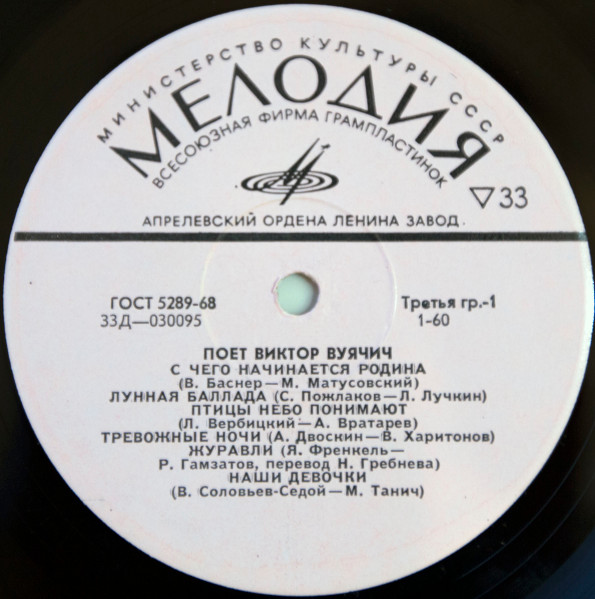 МИНИСТЕРСТВО КУЛЬТУРЫ СССР
МЕЛОДИЯ
ВСЕСОЮЗНАЯ ФИРМА ГРАМПЛАСТИНОК
33
АПРЕЛЕВСКИЙ ОРДЕНА ЛЕНИНА ЗАВОД.
ГОСТ 5289-68 Третья гр.-1
33Д—030095 1-60
ПОЕТ ВИКТОР ВУЯЧИЧ
С ЧЕГО НАЧИНАЕТСЯ РОДИНА
(В. Баснер—М. Матусовский)
ЛУННАЯ БАЛЛАДА (С. Пожлаков—Л. Лучкин)
ПТИЦЫ НЕБО ПОНИМАЮТ
(Л. Вербицкий—А. Вратарев)
ТРЕВОЖНЫЕ НОЧИ (А. Двоскин—В. Харитонов)
ЖУРАВЛИ (Я. Френкель—
Р. Гамзатов, перевод Н. Гребнева)
НАШИ ДЕВОЧКИ
(В. Соловьев-Седой—М. Танич)